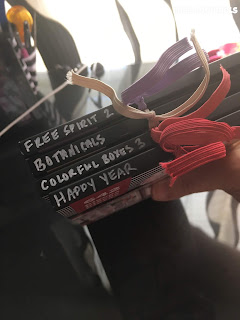 FREE SPIRIT 2
BOTANICALS
COLORFUL BOXES 3
HAPPY YEAR